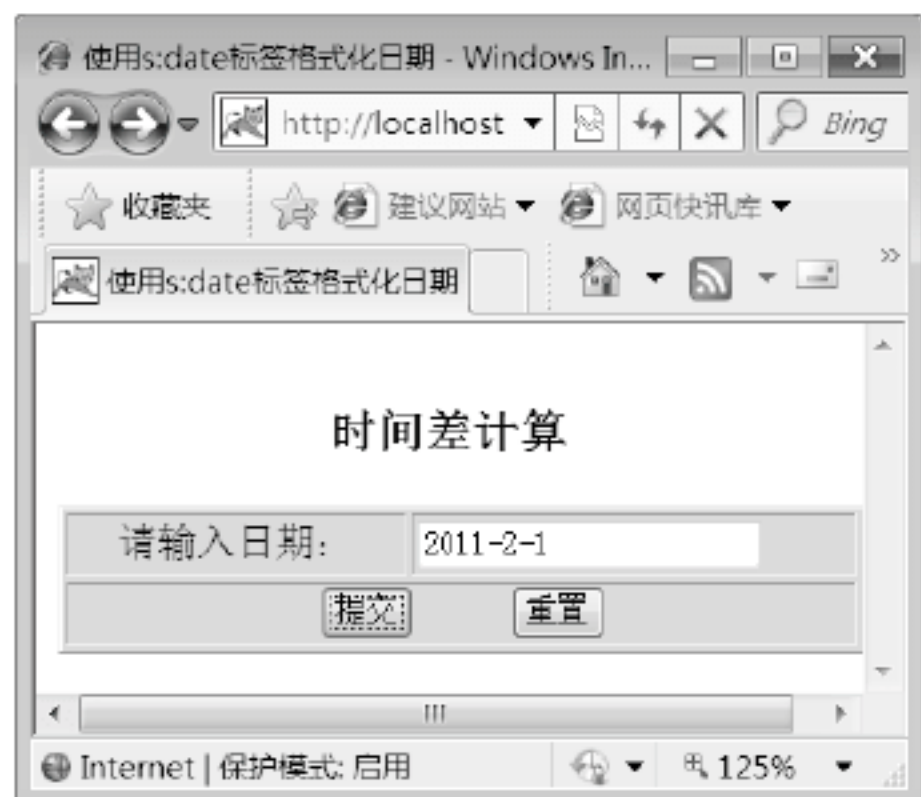 使用s:date标签格式化日期 - Windows In...
http://localhost
Bing
收藏夹
建议网站
网页快讯库
使用s:date标签格式化日期
时间差计算
请输入日期:
2011-2-1
提交
重置
Internet | 保护模式: 启用
125%